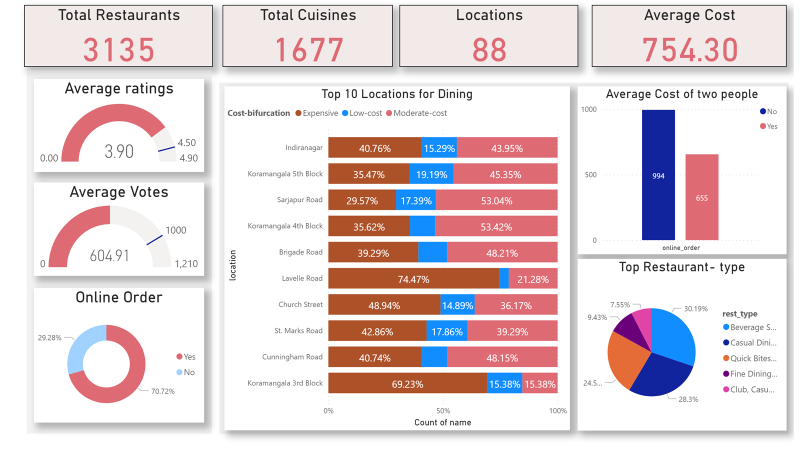 Total Restaurants
3135
Total Cuisines
1677
Locations
88
Average Cost
754.30
Average ratings
3.90
0.00
4.50
4.90
Average Votes
604.91
0
1000
1,210
Online Order
29.28%
70.72%
Yes
No
Top 10 Locations for Dining
Cost-bifurcation Expensive Low-cost Moderate-cost
location
Indiranagar 40.76% 15.29% 43.95%
Koramangala 5th Block 35.47% 19.19% 45.35%
Sarjapur Road 29.57% 17.39% 53.04%
Koramangala 4th Block 35.62% 53.42%
Brigade Road 39.29% 48.21%
Lavelle Road 74.47% 21.28%
Church Street 48.94% 14.89% 36.17%
St. Marks Road 42.86% 17.86% 39.29%
Cunningham Road 40.74% 48.15%
Koramangala 3rd Block 69.23% 15.38% 15.38%
0% 50% 100%
Count of name
Average Cost of two people
1000
500
0
994
655
No
Yes
online_order
Top Restaurant- type
7.55%
30.19%
9.43%
24.5...
28.3%
rest_type
Beverage S...
Casual Dini...
Quick Bites...
Fine Dining...
Club, Casu...